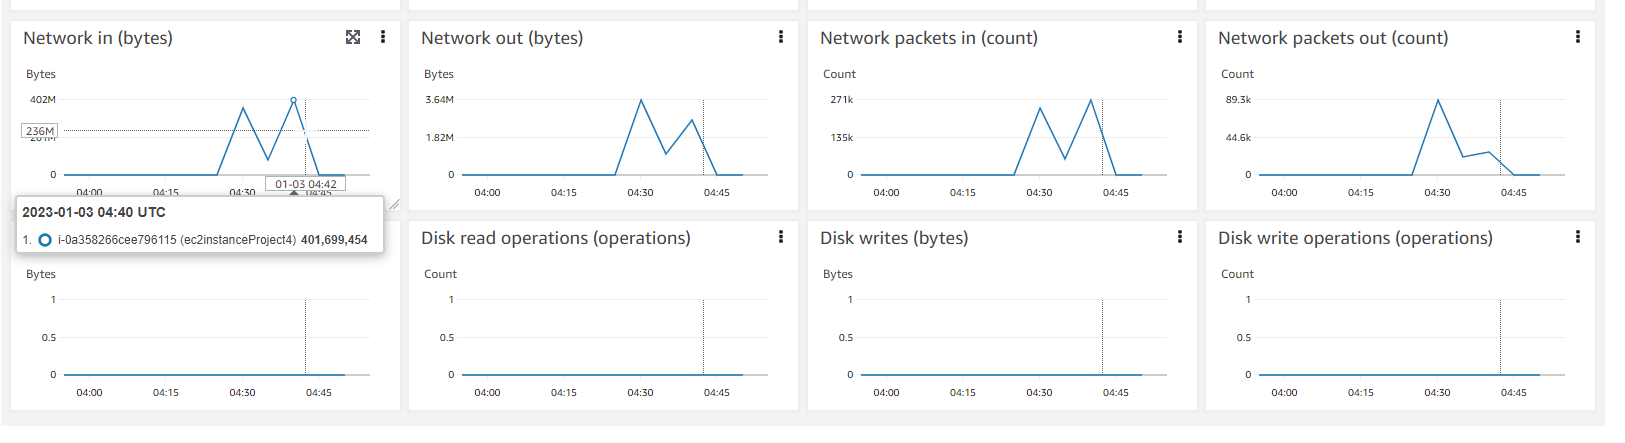 Network in (bytes)
Bytes
402M
236M
201M
0
04:00
04:15
04:30
04:45
01-03 04:42
2023-01-03 04:40 UTC
1. i-0a358266cee796115 (ec2instanceProject4) 401,699,454
Network out (bytes)
Bytes
3.64M
1.82M
0
04:00
04:15
04:30
04:45
Network packets in (count)
Count
271k
135k
0
04:00
04:15
04:30
04:45
Network packets out (count)
Count
89.3k
44.6k
0
04:00
04:15
04:30
04:45
Bytes
1
0.5
0
04:00
04:15
04:30
04:45
Disk read operations (operations)
Count
1
0.5
0
04:00
04:15
04:30
04:45
Disk writes (bytes)
Bytes
1
0.5
0
04:00
04:15
04:30
04:45
Disk write operations (operations)
Count
1
0.5
0
04:00
04:15
04:30
04:45